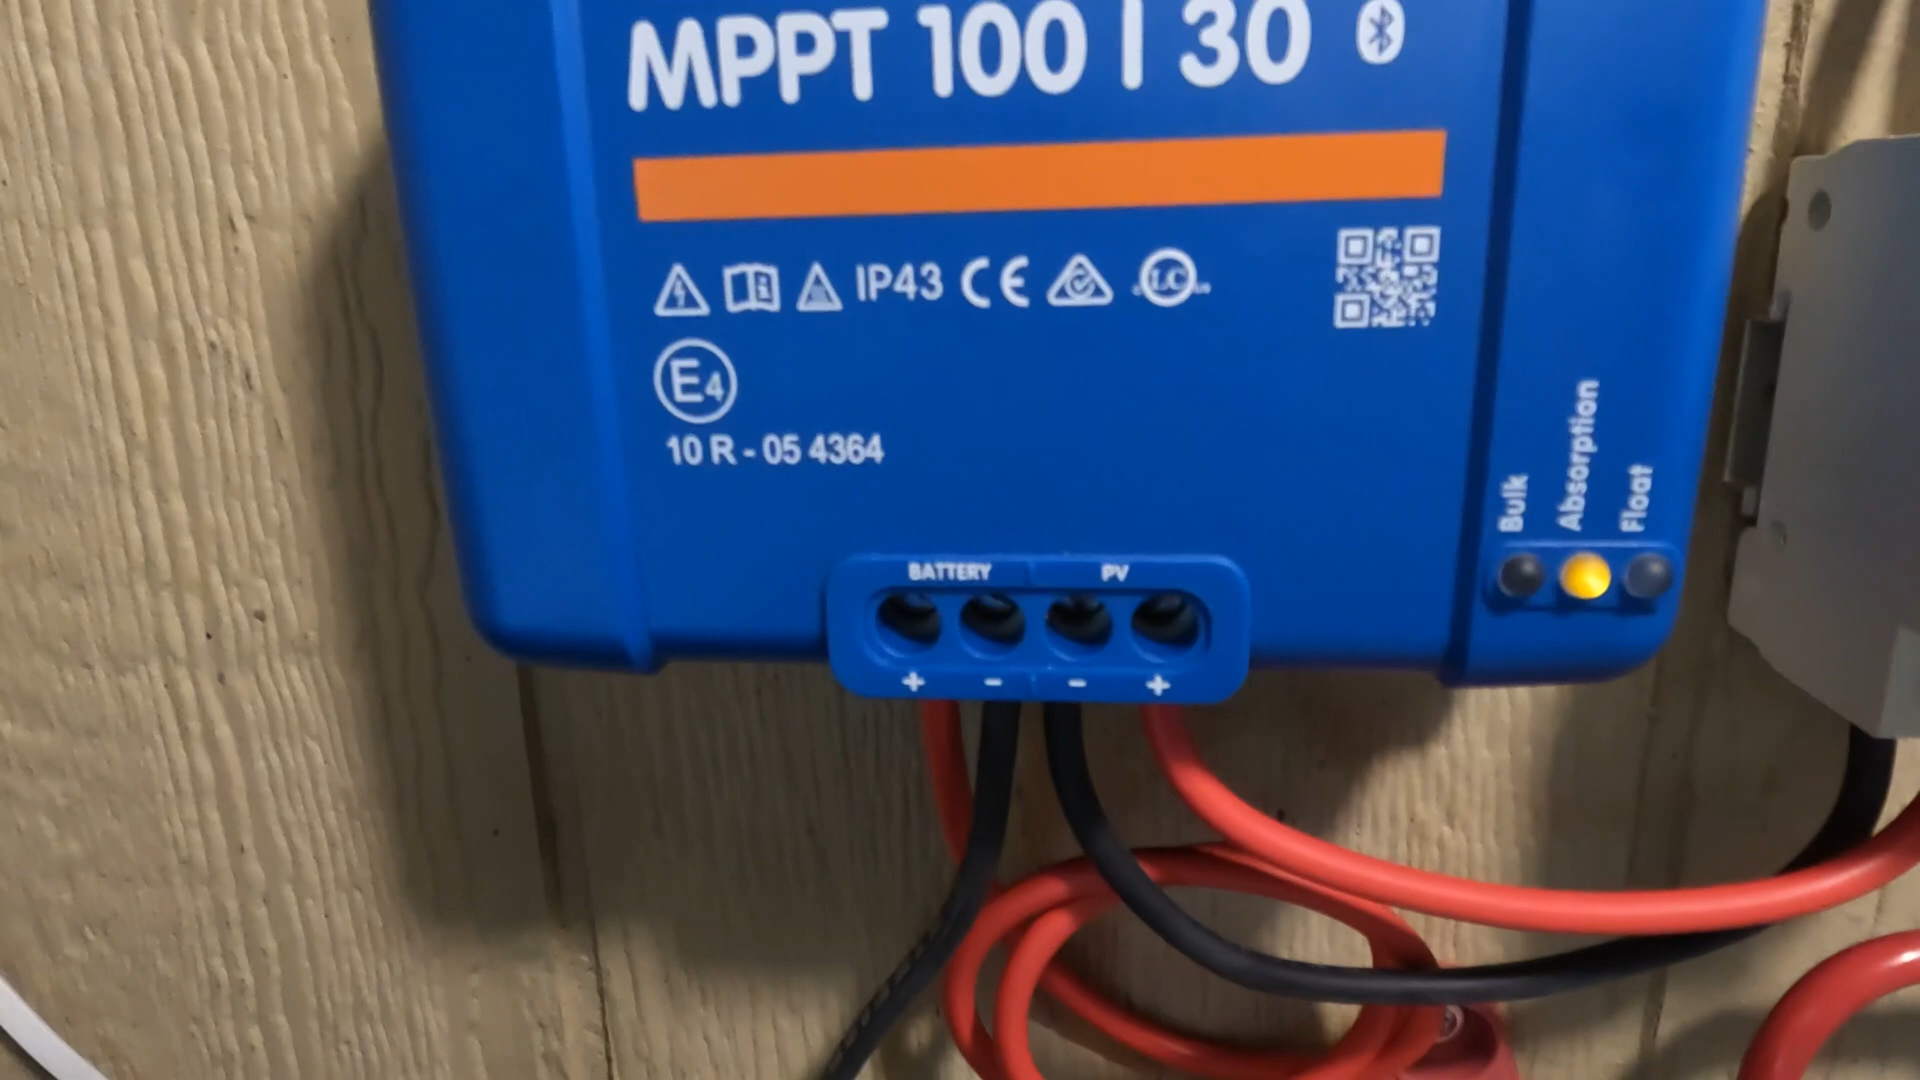 MPPT 100 | 30
IP43 CE
E4
10 R - 05 4364
Bulk
Absorption
Float
BATTERY PV
+ - - +